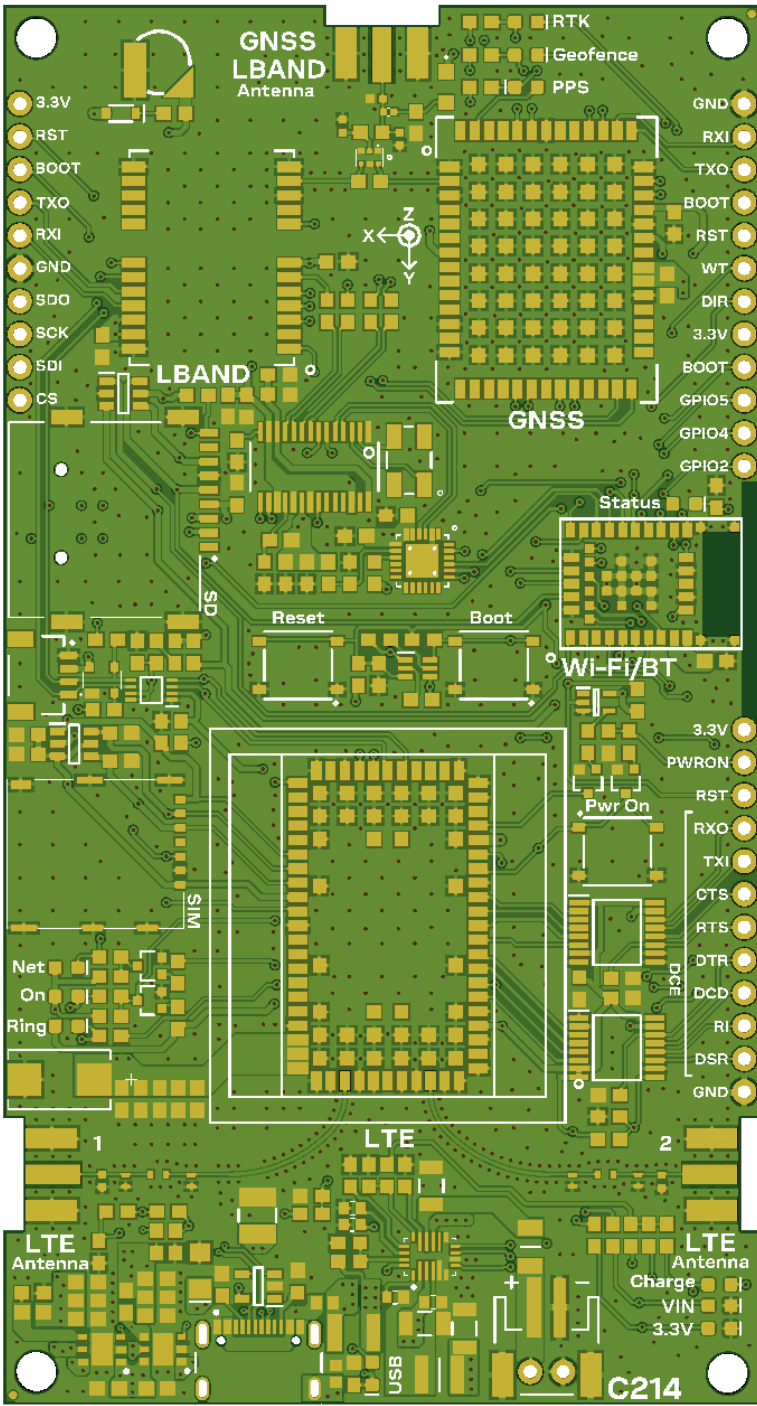 GNSS
LBAND
Antenna
RTK
Geofence
PPS
3.3V
RST
BOOT
TXO
RXI
GND
SDO
SCK
SDI
CS
GND
RXI
TXO
BOOT
RST
WT
DIR
3.3V
BOOT
GPIO5
GPIO4
GPIO2
Z
X
Y
LBAND
GNSS
Status
SD
Reset
Boot
Wi-Fi/BT
3.3V
PWRON
RST
RXO
TXI
CTS
RTS
DTR
DCD
RI
DSR
GND
Pwr On
DCE
SIM
Net
On
Ring
+
LTE
1
2
LTE
Antenna
LTE
Antenna
Charge
VIN
3.3V
+ −
USB
C214